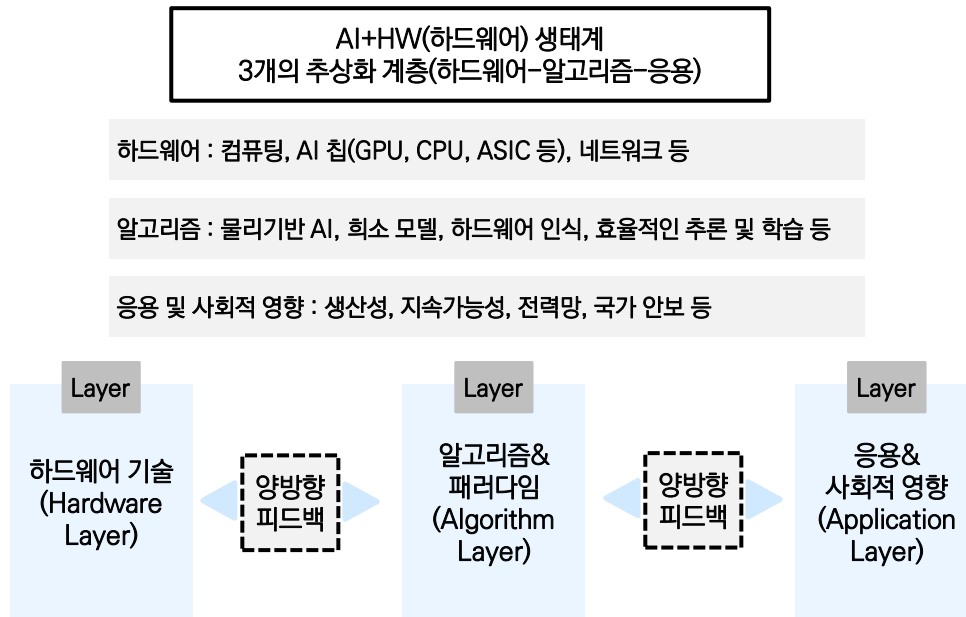 AI+HW(하드웨어) 생태계
3개의 추상화 계층(하드웨어-알고리즘-응용)
하드웨어 : 컴퓨팅, AI 칩(GPU, CPU, ASIC 등), 네트워크 등
알고리즘 : 물리기반 AI, 희소 모델, 하드웨어 인식, 효율적인 추론 및 학습 등
응용 및 사회적 영향 : 생산성, 지속가능성, 전력망, 국가 안보 등
Layer
하드웨어 기술
(Hardware
Layer)
양방향
피드백
Layer
알고리즘&
패러다임
(Algorithm
Layer)
양방향
피드백
Layer
응용&
사회적 영향
(Application
Layer)